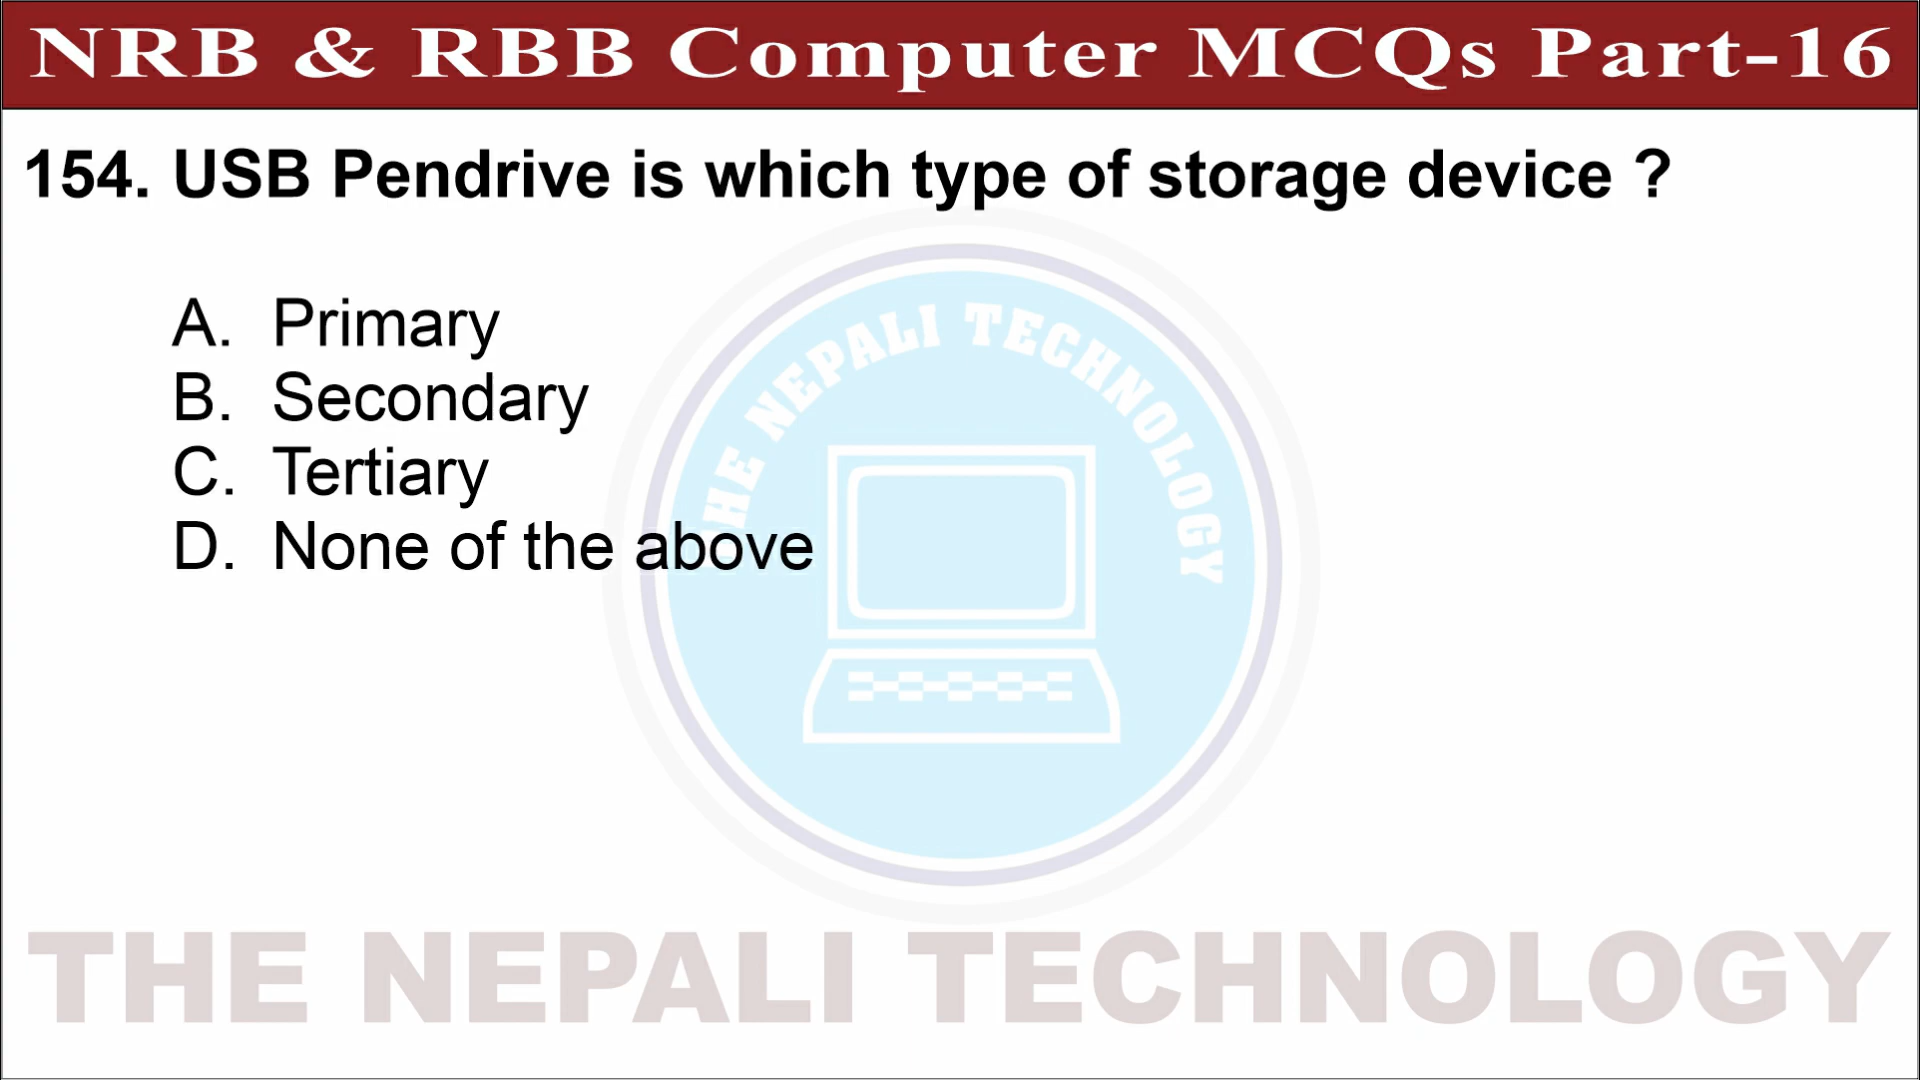 NRB & RBB Computer MCQs Part-16
154. USB Pendrive is which type of storage device ?
A. Primary
B. Secondary
C. Tertiary
D. None of the above
THE NEPALI TECHNOLOGY
THE NEPALI TECHNOLOGY